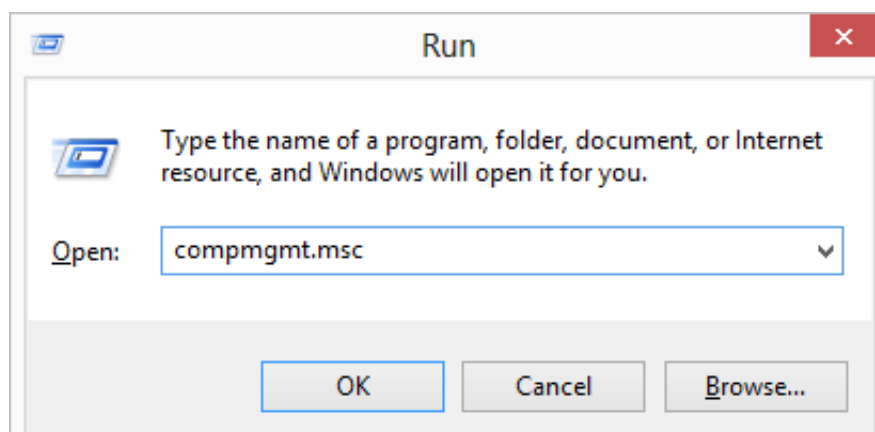 Run
Type the name of a program, folder, document, or Internet
resource, and Windows will open it for you.
Open: compmgmt.msc
OK Cancel Browse...